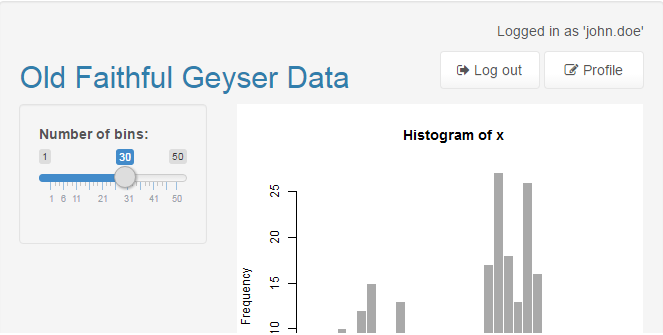 Logged in as 'john.doe'
Old Faithful Geyser Data
Log out
Profile
Number of bins:
1 30 50
1 6 11 21 31 41 50
Histogram of x
Frequency
25
20
15
10